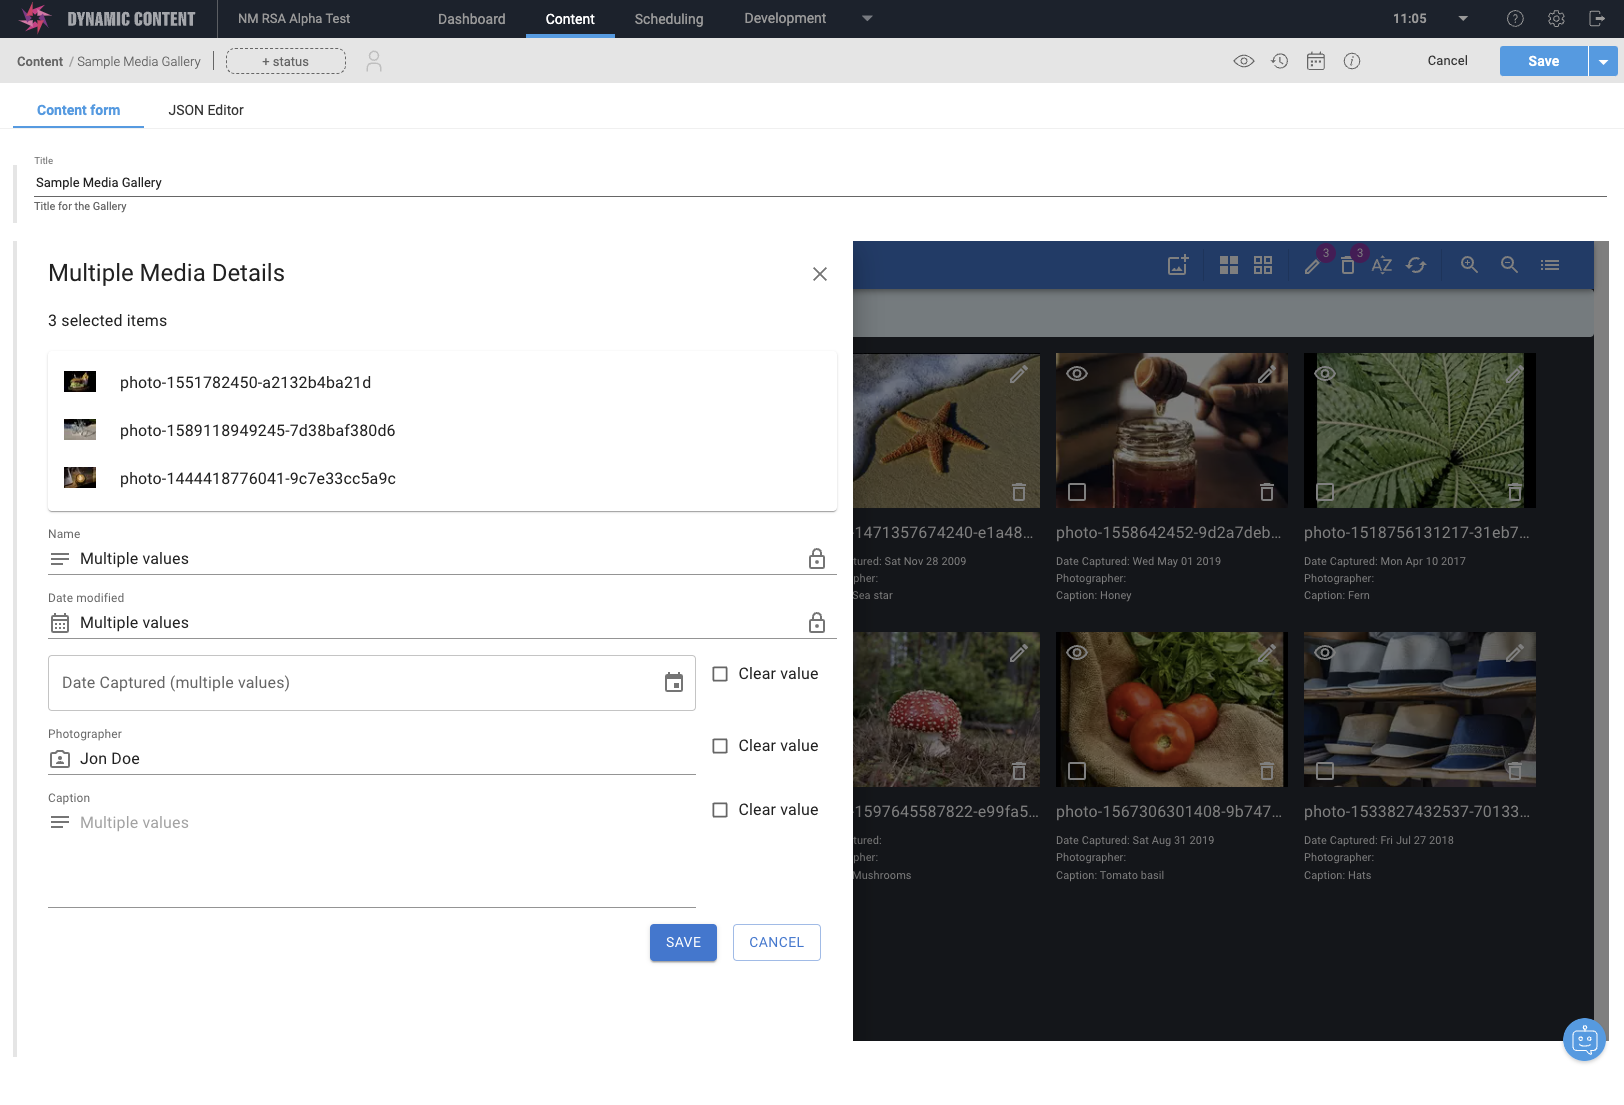 DYNAMIC CONTENT
NM RSA Alpha Test
Dashboard
Content
Scheduling
Development
11:05
Content / Sample Media Gallery
+ status
Cancel
Save
Content form
JSON Editor
Title
Sample Media Gallery
Title for the Gallery
Multiple Media Details
3 selected items
photo-1551782450-a2132b4ba21d
photo-1589118949245-7d38baf380d6
photo-1444418776041-9c7e33cc5a9c
Name
Multiple values
Date modified
Multiple values
Date Captured (multiple values)
Clear value
Photographer
Jon Doe
Clear value
Caption
Multiple values
Clear value
SAVE
CANCEL
3
3
AZ
1471357674240-e1a48...
tured: Sat Nov 28 2009
pher:
Sea star
photo-1558642452-9d2a7deb...
Date Captured: Wed May 01 2019
Photographer:
Caption: Honey
photo-1518756131217-31eb7...
Date Captured: Mon Apr 10 2017
Photographer:
Caption: Fern
1597645587822-e99fa5...
tured:
pher:
Mushrooms
photo-1567306301408-9b747...
Date Captured: Sat Aug 31 2019
Photographer:
Caption: Tomato basil
photo-1533827432537-70133...
Date Captured: Fri Jul 27 2018
Photographer:
Caption: Hats